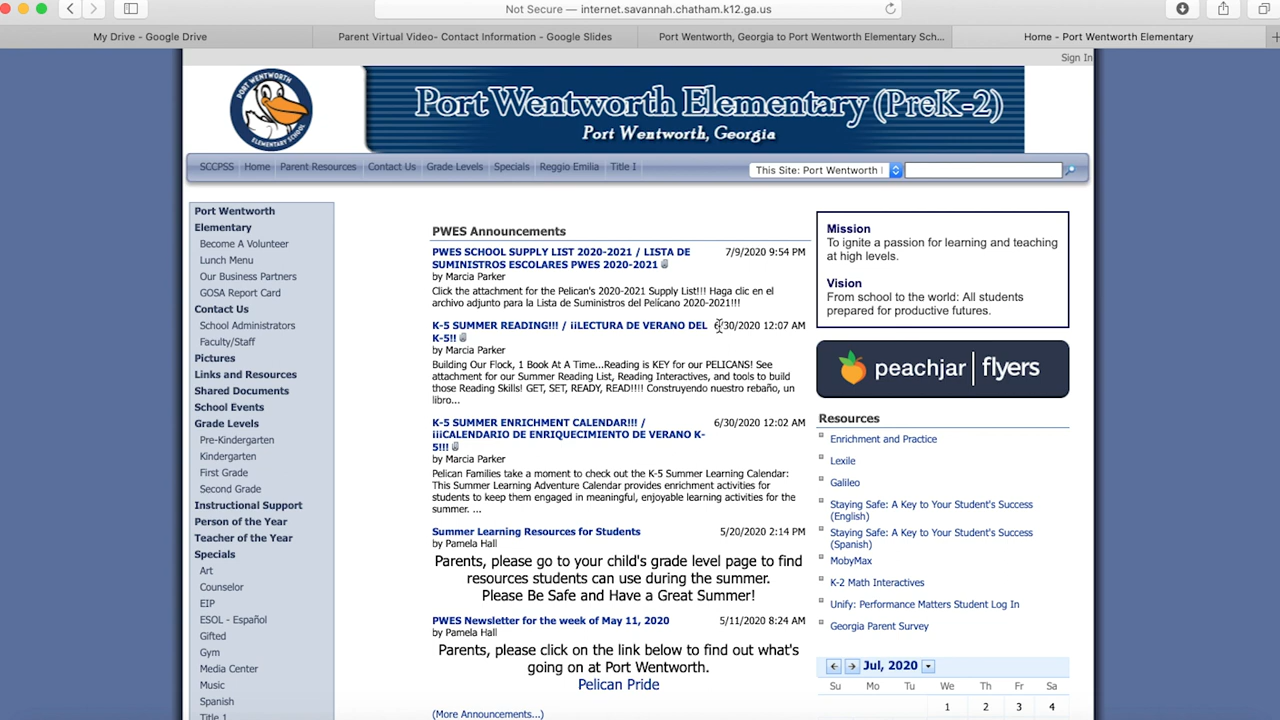 Not Secure — internet.savannah.chatham.k12.ga.us
My Drive - Google Drive
Parent Virtual Video- Contact Information - Google Slides
Port Wentworth, Georgia to Port Wentworth Elementary Sch...
Home - Port Wentworth Elementary
Sign In
PORT WENTWORTH
ELEMENTARY SCHOOL
Port Wentworth Elementary (PreK-2)
Port Wentworth, Georgia
SCCPSS Home Parent Resources Contact Us Grade Levels Specials Reggio Emilia Title I
This Site: Port Wentworth
Port Wentworth
Elementary
Become A Volunteer
Lunch Menu
Our Business Partners
GOSA Report Card
Contact Us
School Administrators
Faculty/Staff
Pictures
Links and Resources
Shared Documents
School Events
Grade Levels
Pre-Kindergarten
Kindergarten
First Grade
Second Grade
Instructional Support
Person of the Year
Teacher of the Year
Specials
Art
Counselor
EIP
ESOL - Español
Gifted
Gym
Media Center
Music
Spanish
Title 1
PWES Announcements
PWES SCHOOL SUPPLY LIST 2020-2021 / LISTA DE 7/9/2020 9:54 PM
SUMINISTROS ESCOLARES PWES 2020-2021
by Marcia Parker
Click the attachment for the Pelican's 2020-2021 Supply List!!! Haga clic en el
archivo adjunto para la Lista de Suministros del Pelícano 2020-2021!!!
K-5 SUMMER READING!!! / ¡¡LECTURA DE VERANO DEL 6/30/2020 12:07 AM
K-5!!
by Marcia Parker
Building Our Flock, 1 Book At A Time...Reading is KEY for our PELICANS! See
attachment for our Summer Reading List, Reading Interactives, and tools to build
those Reading Skills! GET, SET, READY, READ!!!! Construyendo nuestro rebaño, un
libro...
K-5 SUMMER ENRICHMENT CALENDAR!!! / 6/30/2020 12:02 AM
¡¡¡CALENDARIO DE ENRIQUECIMIENTO DE VERANO K-
5!!!
by Marcia Parker
Pelican Families take a moment to check out the K-5 Summer Learning Calendar:
This Summer Learning Adventure Calendar provides enrichment activities for
students to keep them engaged in meaningful, enjoyable learning activities for the
summer. ...
Summer Learning Resources for Students 5/20/2020 2:14 PM
by Pamela Hall
Parents, please go to your child's grade level page to find
resources students can use during the summer.
Please Be Safe and Have a Great Summer!
PWES Newsletter for the week of May 11, 2020 5/11/2020 8:24 AM
by Pamela Hall
Parents, please click on the link below to find out what's
going on at Port Wentworth.
Pelican Pride
(More Announcements...)
Mission
To ignite a passion for learning and teaching
at high levels.
Vision
From school to the world: All students
prepared for productive futures.
peachjar | flyers
Resources
Enrichment and Practice
Lexile
Galileo
Staying Safe: A Key to Your Student's Success
(English)
Staying Safe: A Key to Your Student's Success
(Spanish)
MobyMax
K-2 Math Interactives
Unify: Performance Matters Student Log In
Georgia Parent Survey
Jul, 2020
Su Mo Tu We Th Fr Sa
1 2 3 4